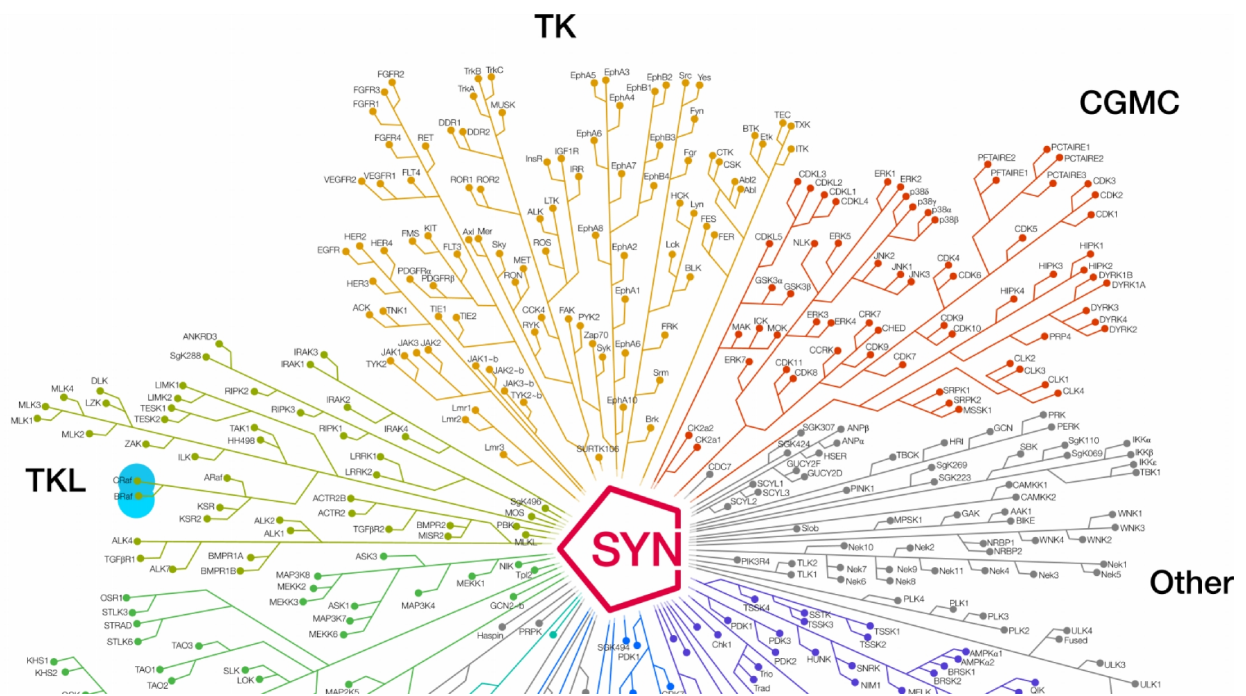 TK
CGMC
TKL
Other
SYN
FGFR2
FGFR3
FGFR1
FGFR4
RET
VEGFR2
VEGFR1
FLT4
TrkB
TrkC
TrkA
MUSK
DDR1
DDR2
ROR1
ROR2
InsR
IGF1R
IRR
LTK
ALK
ROS
EphA5
EphA3
EphA4
EphA6
EphA7
EphA8
EphA2
EphA1
EphA6
EphA10
EphB2
EphB1
EphB3
EphB4
Src
Yes
Fyn
Fgr
HCK
Lyn
Lck
BLK
FRK
Srm
Brk
CTK
CSK
Abl2
Abl
FES
FER
TEC
TXK
BTK
Etk
ITK
HER2
EGFR
HER4
HER3
FMS
KIT
FLT3
PDGFRα
PDGFRβ
Axl
Mer
Sky
MET
RON
ACK
TNK1
TIE1
TIE2
CCK4
RYK
FAK
PYK2
Zap70
Syk
JAK3
JAK2
JAK1
TYK2
JAK1~b
JAK2~b
JAK3~b
TYK2~b
Lmr1
Lmr2
Lmr3
SURTK106
CDKL3
CDKL2
CDKL1
CDKL4
CDKL5
ERK1
ERK2
p38δ
p38γ
p38α
p38β
NLK
ERK5
JNK2
JNK1
JNK3
GSK3α
GSK3β
MAK
ICK
MOK
ERK3
ERK4
ERK7
CRK7
CHED
CCRK
CDK9
CDK7
CDK11
CDK8
CDK9
CDK10
CDK4
CDK6
CDK5
PFTAIRE2
PFTAIRE1
PCTAIRE1
PCTAIRE2
PCTAIRE3
CDK3
CDK2
CDK1
HIPK1
HIPK2
HIPK3
HIPK4
DYRK1B
DYRK1A
DYRK3
DYRK4
DYRK2
PRP4
CLK2
CLK3
CLK1
CLK4
SRPK1
SRPK2
MSSK1
CK2a2
CK2a1
ANKRD3
SgK288
DLK
MLK4
LZK
MLK3
MLK1
MLK2
LIMK1
LIMK2
TESK1
TESK2
RIPK2
RIPK3
RIPK1
IRAK3
IRAK1
IRAK2
IRAK4
ZAK
ILK
TAK1
HH498
LRRK1
LRRK2
CRaf
BRaf
ARaf
KSR
KSR2
ACTR2B
ACTR2
TGFβR2
BMPR2
MISR2
ALK2
ALK1
ALK4
TGFβR1
ALK7
BMPR1A
BMPR1B
SgK496
MOS
PBK
MLKL
ASK3
MAP3K8
MEKK2
MEKK3
ASK1
MAP3K7
MEKK6
MAP3K4
MEKK1
NIK
Tpl2
GCN2~b
Haspin
PRPK
OSR1
STLK3
STRAD
STLK6
TAO3
TAO1
TAO2
KHS1
KHS2
SLK
LOK
MAP2K5
CDC7
SGK307
SGK424
ANPβ
ANPα
HSER
GUCY2F
GUCY2D
SCYL1
SCYL3
SCYL2
PINK1
TBCK
HRI
GCN
PRK
PERK
SBK
SgK110
SgK069
SgK269
SGK223
IKKα
IKKβ
IKKε
TBK1
CAMKK1
CAMKK2
Slob
MPSK1
GAK
AAK1
BIKE
WNK1
WNK3
WNK4
WNK2
NRBP1
NRBP2
PIK3R4
TLK2
TLK1
Nek10
Nek2
Nek7
Nek6
Nek9
Nek8
Nek11
Nek4
Nek3
Nek1
Nek5
PLK4
PLK1
PLK3
PLK2
ULK4
Fused
ULK3
ULK1
TSSK4
SSTK
TSSK3
TSSK1
TSSK2
PDK1
Chk1
PDK3
PDK2
Trio
Trad
HUNK
SNRK
NIM1
AMPKα1
AMPKα2
BRSK1
BRSK2
MELK
QIK
SGK494
PDK1